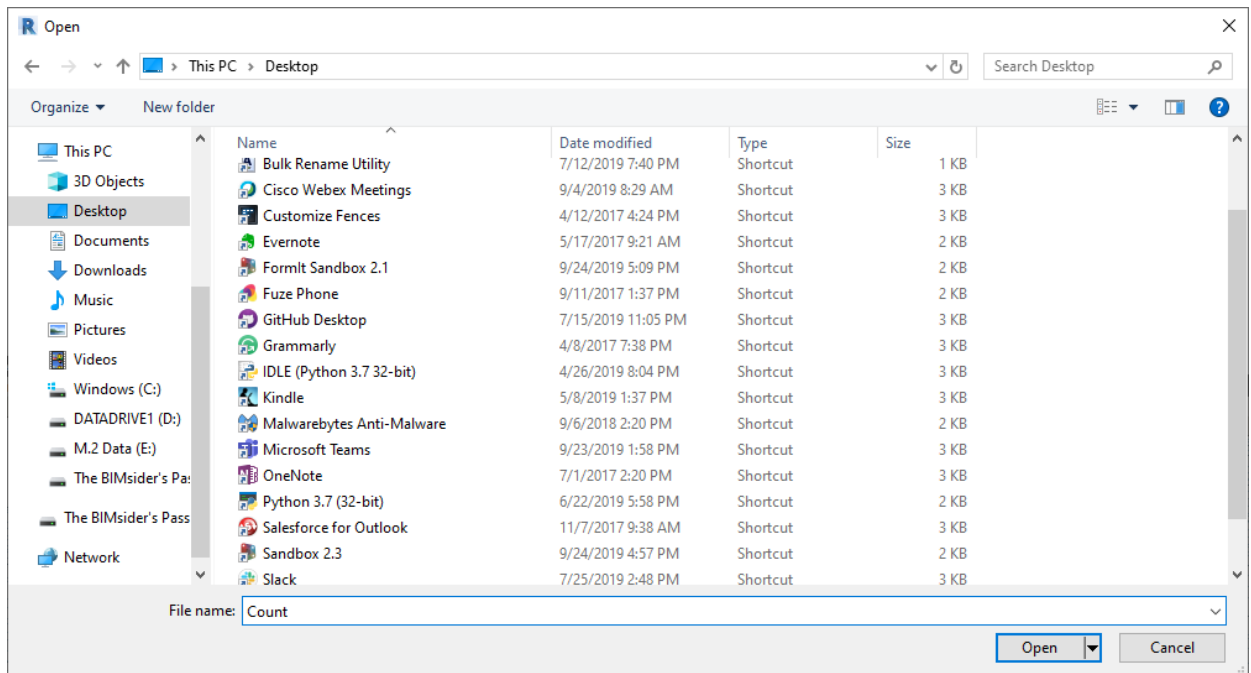 R Open
This PC > Desktop
Search Desktop
Organize New folder
?
Name Date modified Type Size
This PC
3D Objects
Desktop
Documents
Downloads
Music
Pictures
Videos
Windows (C:)
DATADRIVE1 (D:)
M.2 Data (E:)
The BIMsider's Pas
The BIMsider's Pass
Network
Bulk Rename Utility 7/12/2019 7:40 PM Shortcut 1 KB
Cisco Webex Meetings 9/4/2019 8:29 AM Shortcut 3 KB
Customize Fences 4/12/2017 4:24 PM Shortcut 3 KB
Evernote 5/17/2017 9:21 AM Shortcut 2 KB
FormIt Sandbox 2.1 9/24/2019 5:09 PM Shortcut 2 KB
Fuze Phone 9/11/2017 1:37 PM Shortcut 2 KB
GitHub Desktop 7/15/2019 11:05 PM Shortcut 3 KB
Grammarly 4/8/2017 7:38 PM Shortcut 3 KB
IDLE (Python 3.7 32-bit) 4/26/2019 8:04 PM Shortcut 3 KB
Kindle 5/8/2019 1:37 PM Shortcut 3 KB
Malwarebytes Anti-Malware 9/6/2018 2:20 PM Shortcut 2 KB
Microsoft Teams 9/23/2019 1:58 PM Shortcut 3 KB
OneNote 7/1/2017 2:20 PM Shortcut 3 KB
Python 3.7 (32-bit) 6/22/2019 5:58 PM Shortcut 2 KB
Salesforce for Outlook 11/7/2017 9:38 AM Shortcut 3 KB
Sandbox 2.3 9/24/2019 4:57 PM Shortcut 2 KB
Slack 7/25/2019 2:48 PM Shortcut 3 KB
File name: Count
Open Cancel